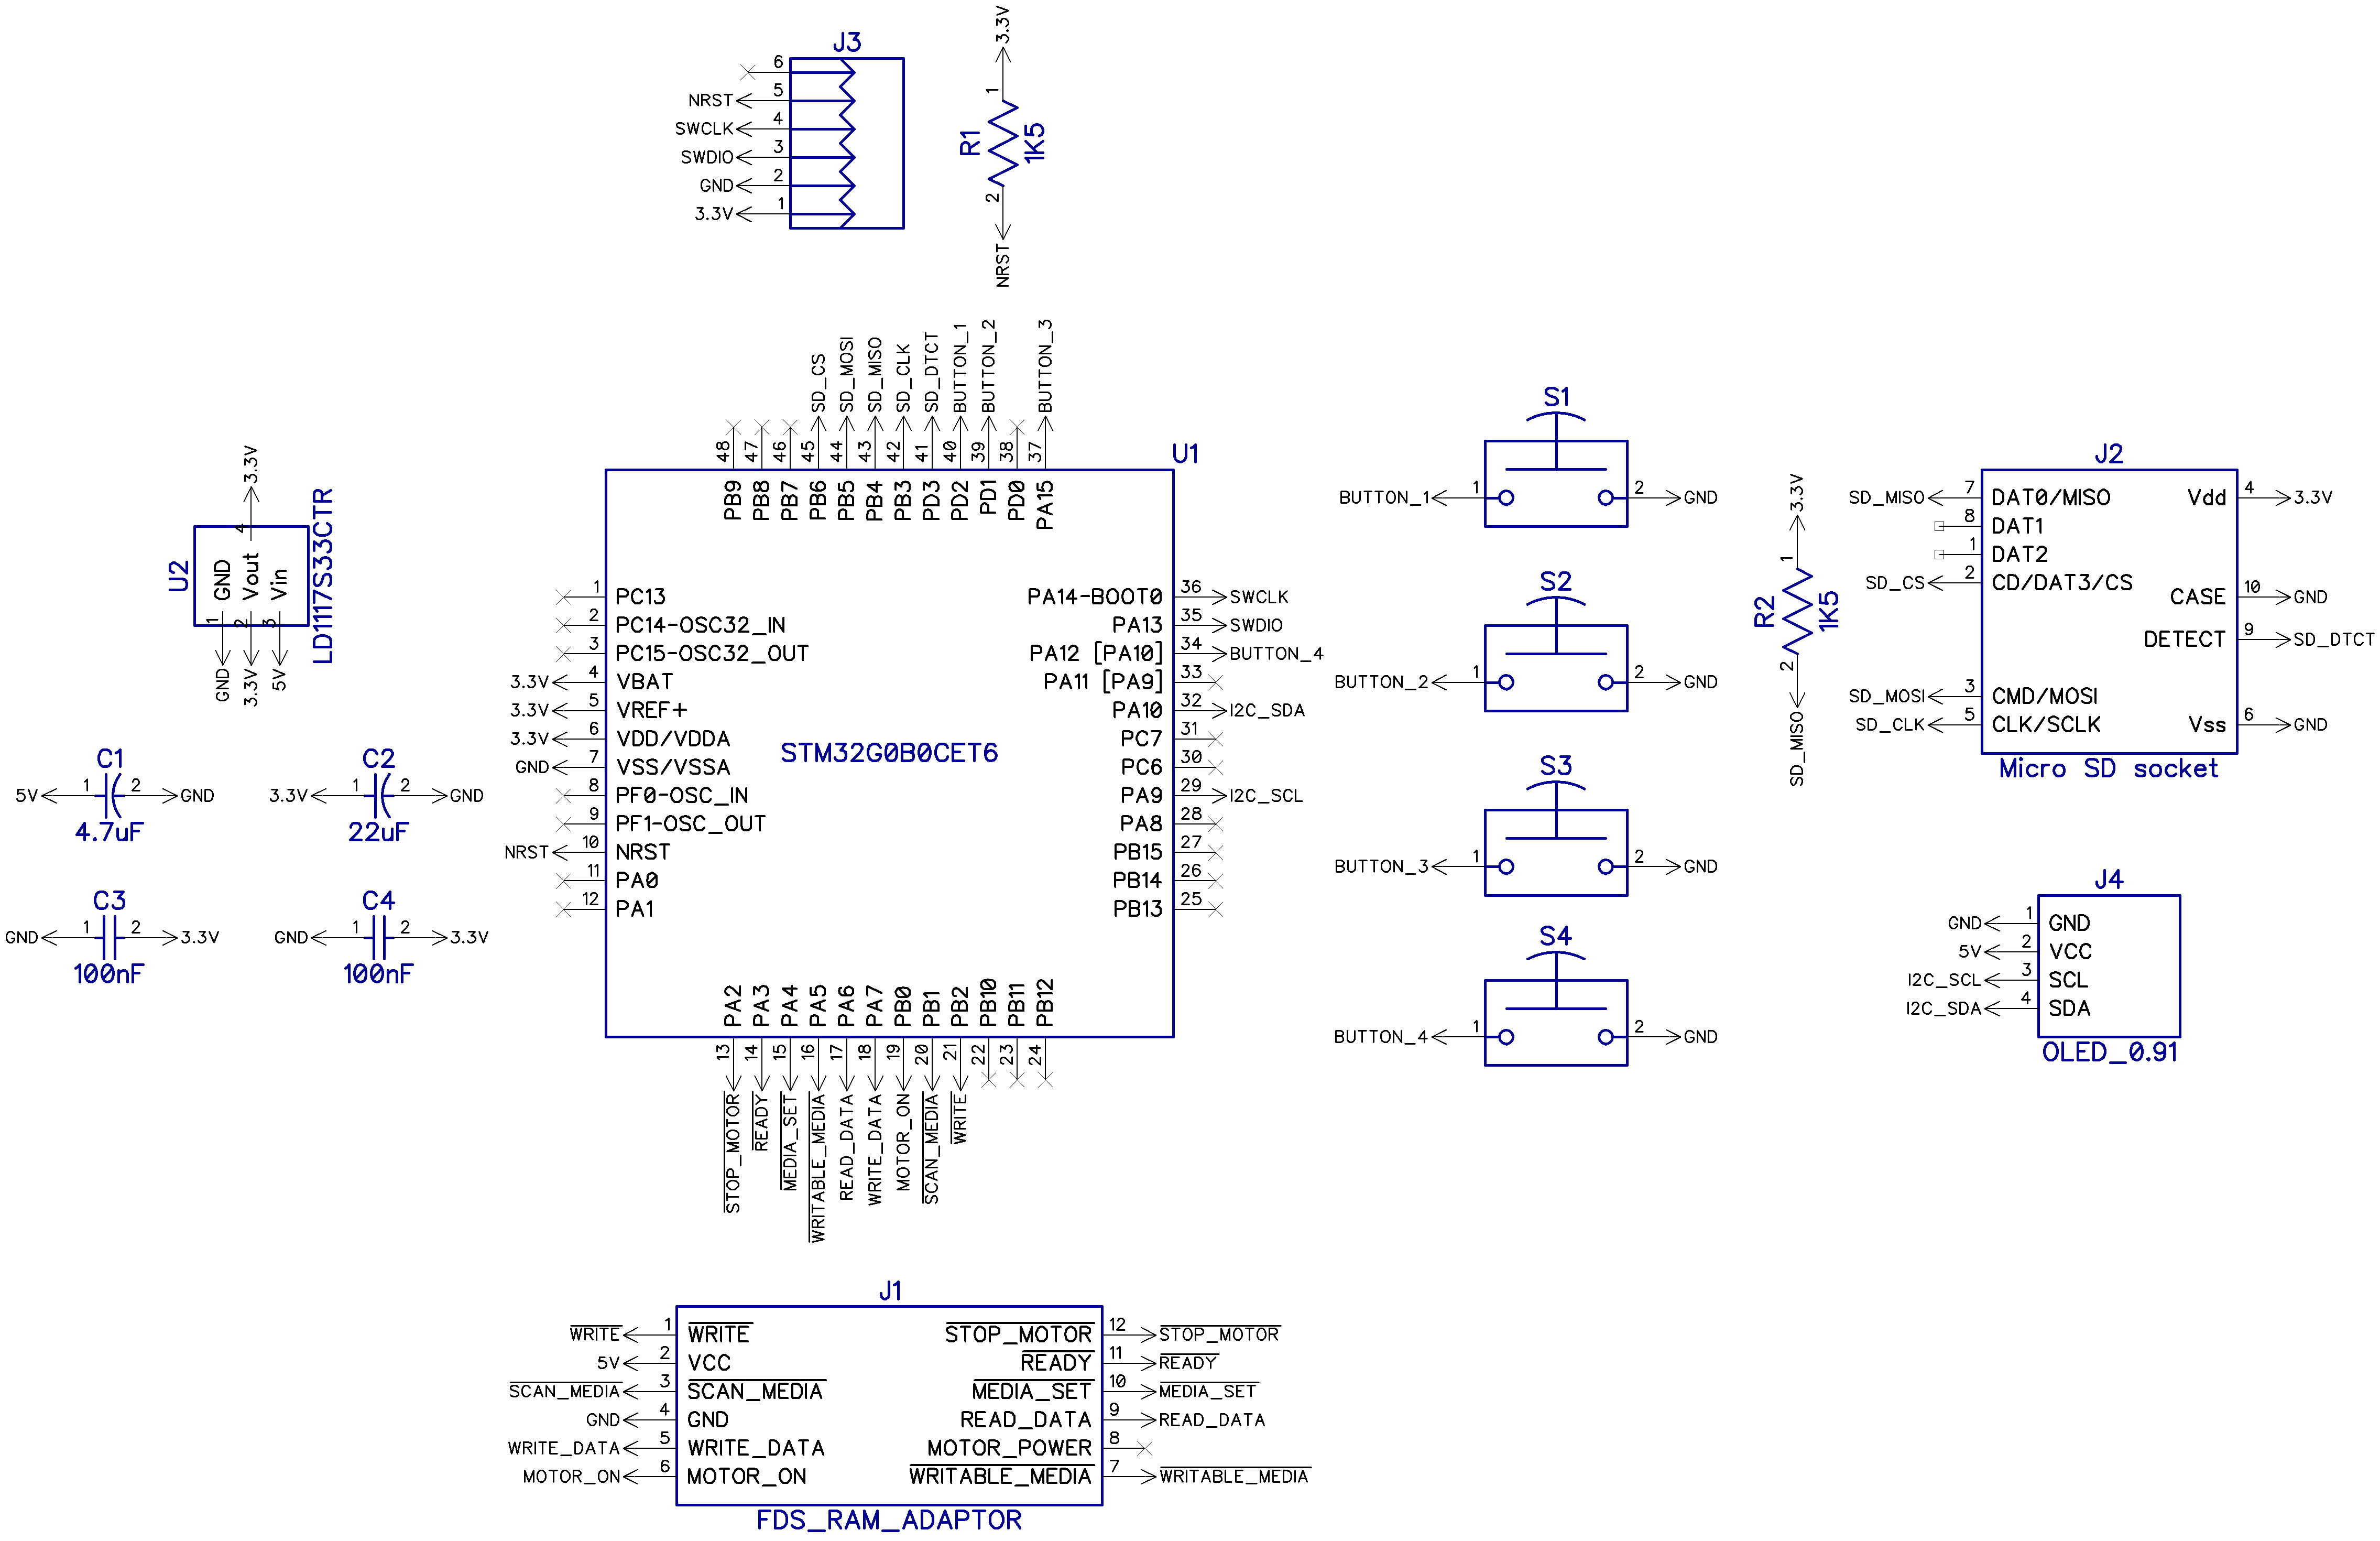 J3
6
NRST 5
SWCLK 4
SWDIO 3
GND 2
3.3V 1
3.3V
1
R1
1K5
2
NRST
SD_CS
SD_MOSI
SD_MISO
SD_CLK
SD_DTCT
BUTTON_1
BUTTON_2
BUTTON_3
48 47 46 45 44 43 42 41 40 39 38 37
U1
PB9 PB8 PB7 PB6 PB5 PB4 PB3 PD3 PD2 PD1 PD0 PA15
1 PC13
2 PC14-OSC32_IN
3 PC15-OSC32_OUT
3.3V 4 VBAT
3.3V 5 VREF+
3.3V 6 VDD/VDDA
GND 7 VSS/VSSA
8 PF0-OSC_IN
9 PF1-OSC_OUT
NRST 10 NRST
11 PA0
12 PA1
STM32G0B0CET6
PA14-BOOT0 36 SWCLK
PA13 35 SWDIO
PA12 [PA10] 34 BUTTON_4
PA11 [PA9] 33
PA10 32 I2C_SDA
PC7 31
PC6 30
PA9 29 I2C_SCL
PA8 28
PB15 27
PB14 26
PB13 25
PA2 PA3 PA4 PA5 PA6 PA7 PB0 PB1 PB2 PB10 PB11 PB12
13 14 15 16 17 18 19 20 21 22 23 24
STOP_MOTOR
READY
MEDIA_SET
WRITABLE_MEDIA
READ_DATA
WRITE_DATA
MOTOR_ON
SCAN_MEDIA
WRITE
3.3V
4
U2
GND Vout Vin
LD1117S33CTR
1 2 3
GND 3.3V 5V
C1
5V 1 2 GND
4.7uF
C2
3.3V 1 2 GND
22uF
C3
GND 1 2 3.3V
100nF
C4
GND 1 2 3.3V
100nF
S1
BUTTON_1 1 2 GND
S2
BUTTON_2 1 2 GND
S3
BUTTON_3 1 2 GND
S4
BUTTON_4 1 2 GND
3.3V
1
R2
1K5
2
SD_MISO
J2
SD_MISO 7 DAT0/MISO Vdd 4 3.3V
8 DAT1
1 DAT2
SD_CS 2 CD/DAT3/CS
CASE 10 GND
DETECT 9 SD_DTCT
SD_MOSI 3 CMD/MOSI
SD_CLK 5 CLK/SCLK Vss 6 GND
Micro SD socket
J4
GND 1 GND
5V 2 VCC
I2C_SCL 3 SCL
I2C_SDA 4 SDA
OLED_0.91
J1
WRITE 1 WRITE STOP_MOTOR 12 STOP_MOTOR
5V 2 VCC READY 11 READY
SCAN_MEDIA 3 SCAN_MEDIA MEDIA_SET 10 MEDIA_SET
GND 4 GND READ_DATA 9 READ_DATA
WRITE_DATA 5 WRITE_DATA MOTOR_POWER 8
MOTOR_ON 6 MOTOR_ON WRITABLE_MEDIA 7 WRITABLE_MEDIA
FDS_RAM_ADAPTOR